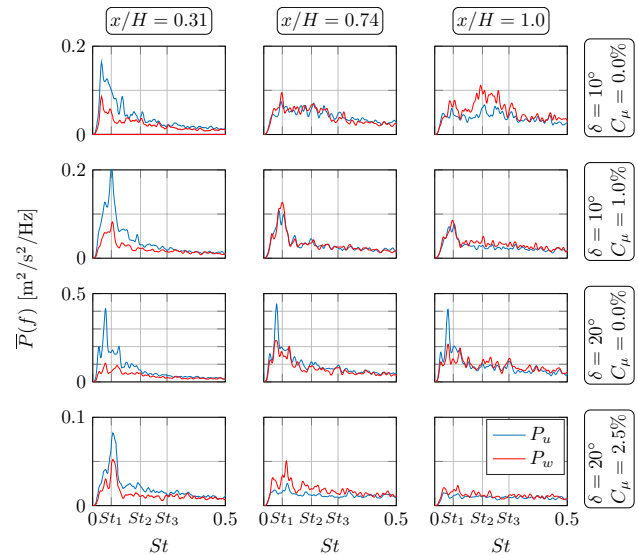 x/H = 0.31
x/H = 0.74
x/H = 1.0
0.2
0
δ = 10°
C_μ = 0.0%
0.2
0
δ = 10°
C_μ = 1.0%
P̅(f) [m²/s²/Hz]
0.5
0
δ = 20°
C_μ = 0.0%
0.1
0
P_u
P_w
δ = 20°
C_μ = 2.5%
0 St₁ St₂ St₃ 0.5
0 St₁ St₂ St₃ 0.5
0 St₁ St₂ St₃ 0.5
St
St
St